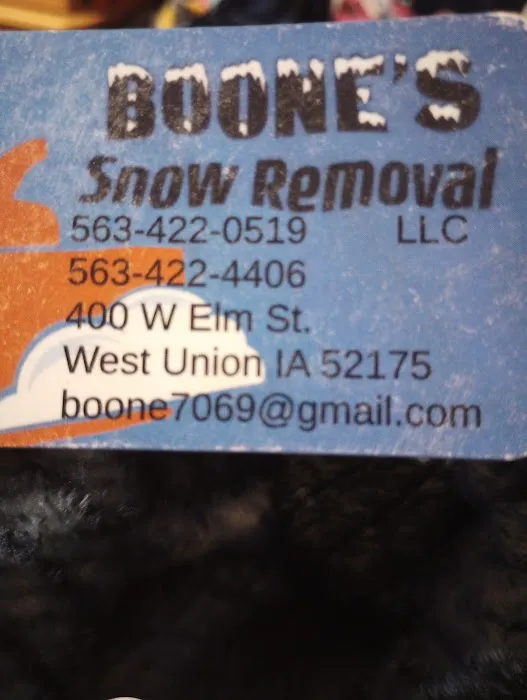 BOONE'S
Snow Removal
563-422-0519 LLC
563-422-4406
400 W Elm St.
West Union IA 52175
boone7069@gmail.com